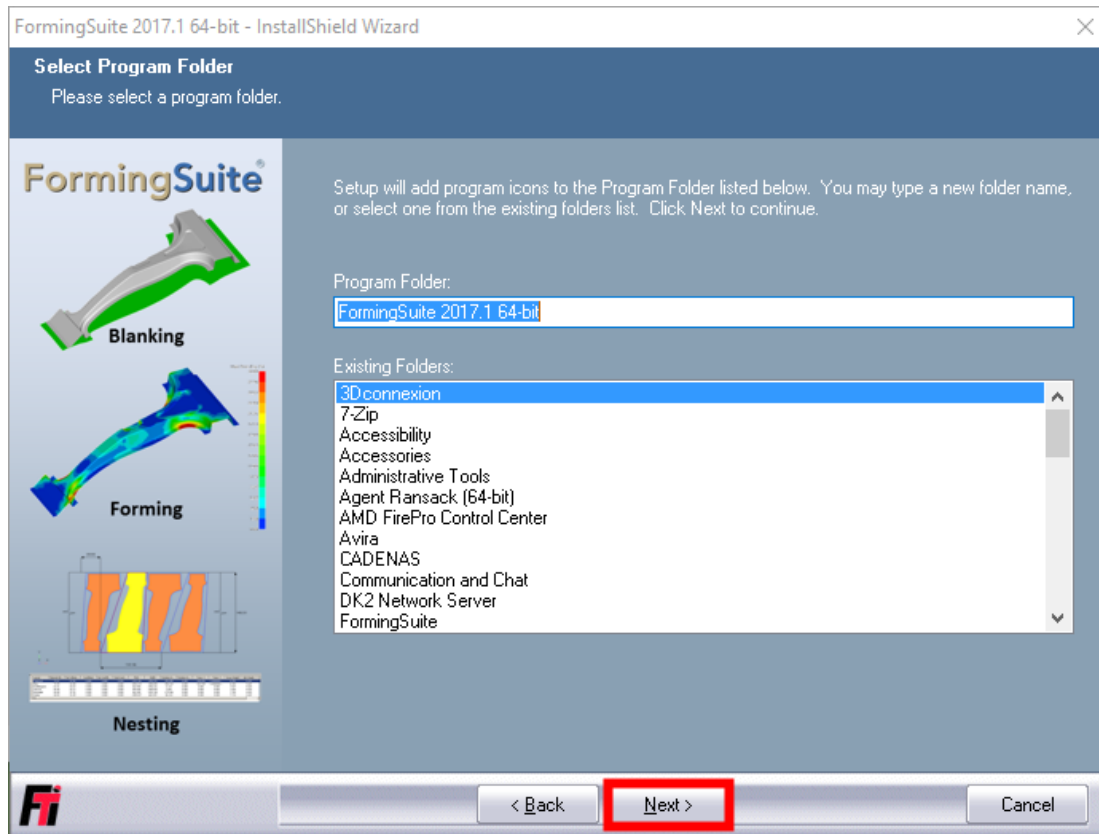 FormingSuite 2017.1 64-bit - InstallShield Wizard
Select Program Folder
Please select a program folder.
FormingSuite®
Blanking
Forming
Nesting
Setup will add program icons to the Program Folder listed below.  You may type a new folder name,
or select one from the existing folders list.  Click Next to continue.
Program Folder:
FormingSuite 2017.1 64-bit
Existing Folders:
3Dconnexion
7-Zip
Accessibility
Accessories
Administrative Tools
Agent Ransack (64-bit)
AMD FirePro Control Center
Avira
CADENAS
Communication and Chat
DK2 Network Server
FormingSuite
FTi
< Back
Next >
Cancel